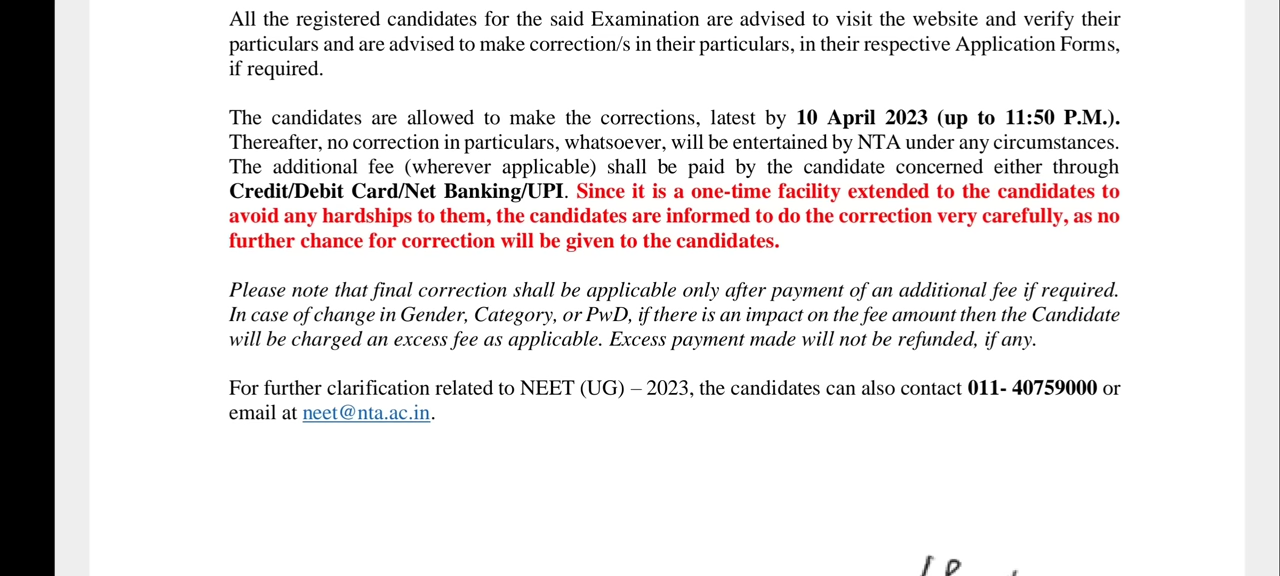 All the registered candidates for the said Examination are advised to visit the website and verify their
particulars and are advised to make correction/s in their particulars, in their respective Application Forms,
if required.
The candidates are allowed to make the corrections, latest by 10 April 2023 (up to 11:50 P.M.).
Thereafter, no correction in particulars, whatsoever, will be entertained by NTA under any circumstances.
The additional fee (wherever applicable) shall be paid by the candidate concerned either through
Credit/Debit Card/Net Banking/UPI. Since it is a one-time facility extended to the candidates to
avoid any hardships to them, the candidates are informed to do the correction very carefully, as no
further chance for correction will be given to the candidates.
Please note that final correction shall be applicable only after payment of an additional fee if required.
In case of change in Gender, Category, or PwD, if there is an impact on the fee amount then the Candidate
will be charged an excess fee as applicable. Excess payment made will not be refunded, if any.
For further clarification related to NEET (UG) – 2023, the candidates can also contact 011- 40759000 or
email at neet@nta.ac.in.